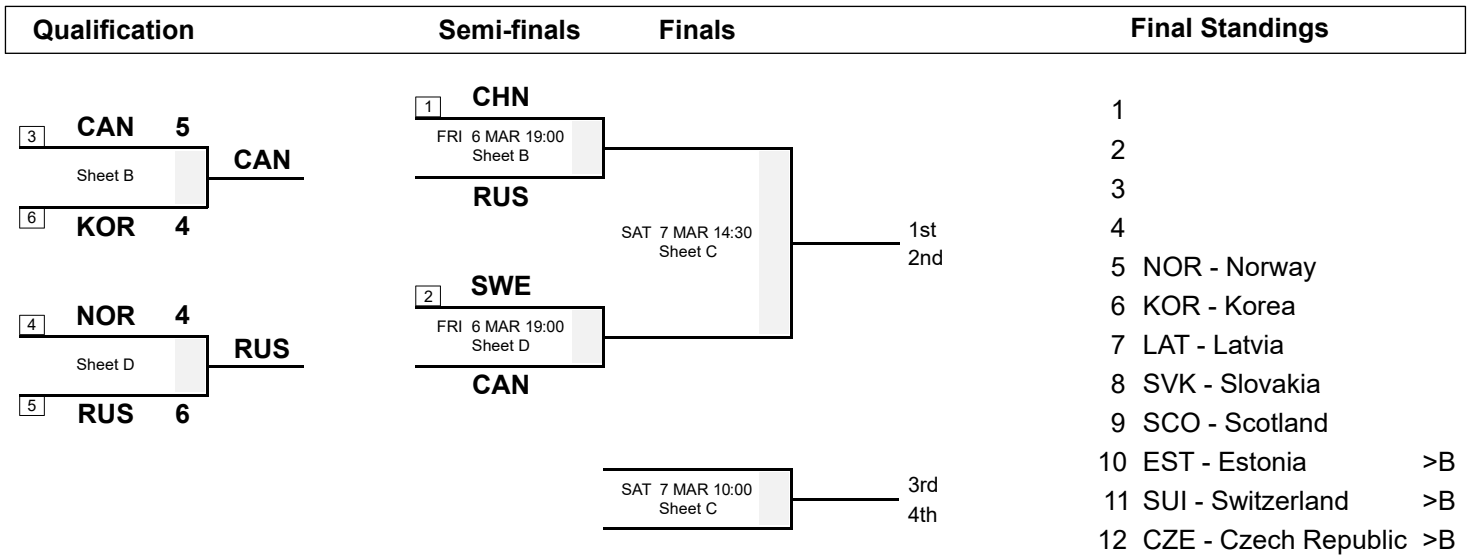 Qualification Semi-finals Finals Final Standings
3 CAN 5
Sheet B
CAN
6 KOR 4
4 NOR 4
Sheet D
RUS
5 RUS 6
1 CHN
FRI 6 MAR 19:00
Sheet B
RUS
2 SWE
FRI 6 MAR 19:00
Sheet D
CAN
SAT 7 MAR 14:30
Sheet C
1st
2nd
SAT 7 MAR 10:00
Sheet C
3rd
4th
1
2
3
4
5 NOR - Norway
6 KOR - Korea
7 LAT - Latvia
8 SVK - Slovakia
9 SCO - Scotland
10 EST - Estonia >B
11 SUI - Switzerland >B
12 CZE - Czech Republic >B